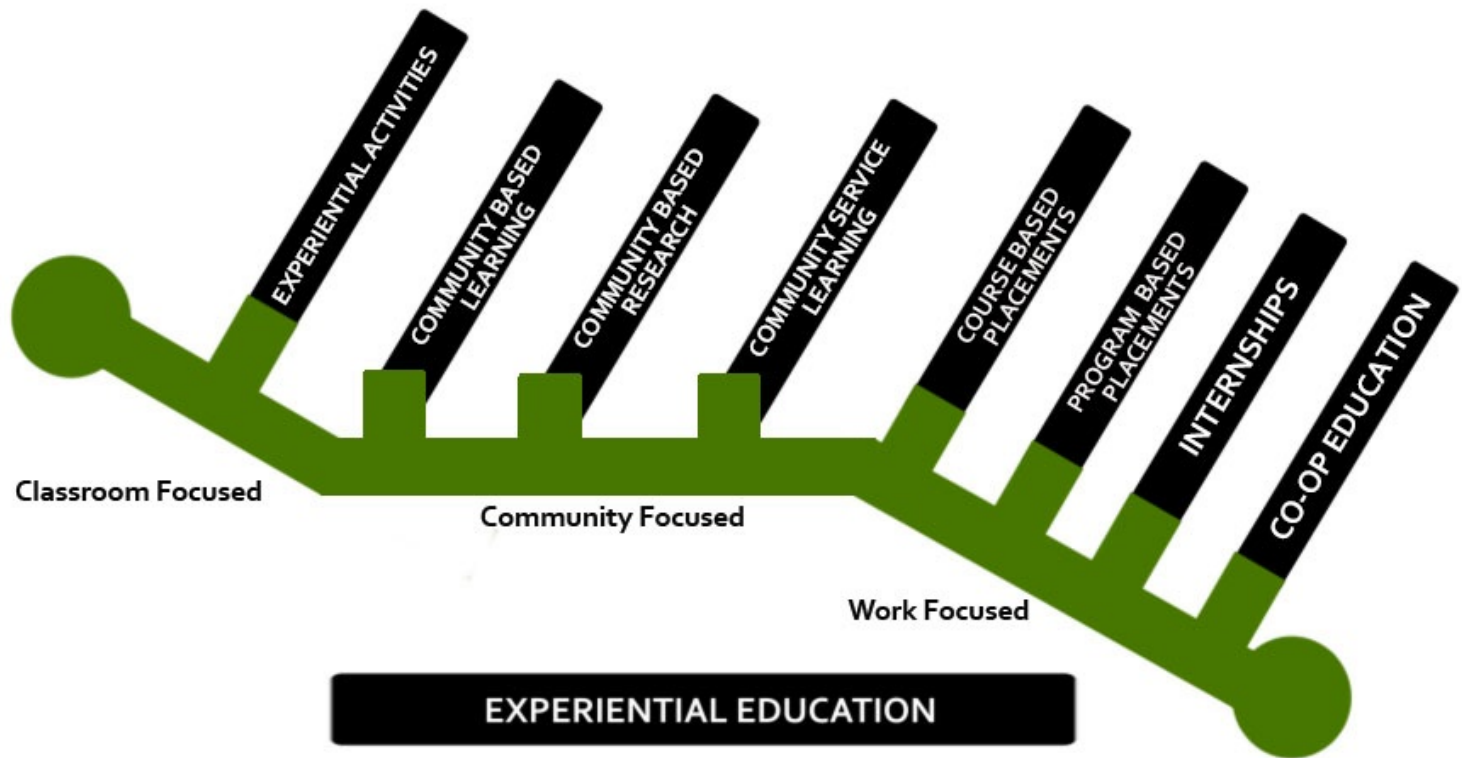 EXPERIENTIAL ACTIVITIES
COMMUNITY BASED
LEARNING
COMMUNITY BASED
RESEARCH
COMMUNITY SERVICE
LEARNING
COURSE BASED
PLACEMENTS
PROGRAM BASED
PLACEMENTS
INTERNSHIPS
CO-OP EDUCATION
Classroom Focused
Community Focused
Work Focused
EXPERIENTIAL EDUCATION